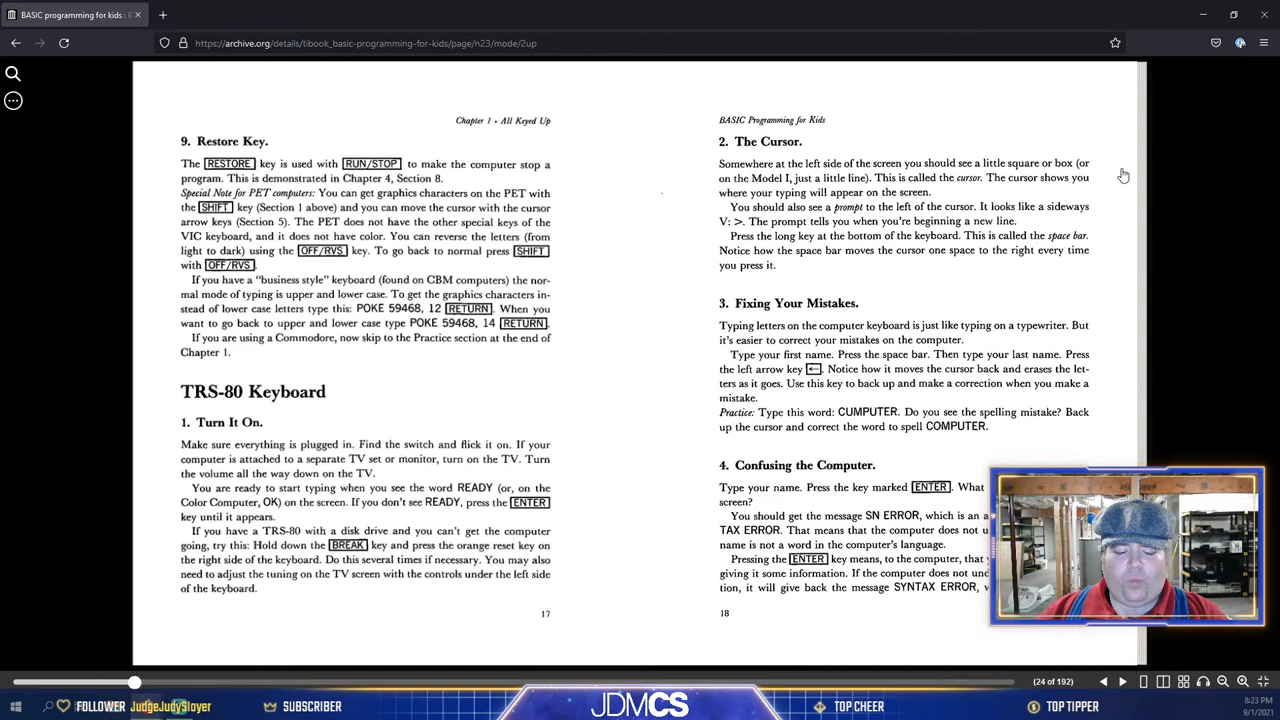 BASIC programming for kids :
https://archive.org/details/tibook_basic-programming-for-kids/page/n23/mode/2up
Chapter 1 • All Keyed Up
9. Restore Key.
The RESTORE key is used with RUN/STOP to make the computer stop a
program. This is demonstrated in Chapter 4, Section 8.
Special Note for PET computers: You can get graphics characters on the PET with
the SHIFT key (Section 1 above) and you can move the cursor with the cursor
arrow keys (Section 5). The PET does not have the other special keys of the
VIC keyboard, and it does not have color. You can reverse the letters (from
light to dark) using the OFF/RVS key. To go back to normal press SHIFT
with OFF/RVS.
If you have a "business style" keyboard (found on CBM computers) the nor-
mal mode of typing is upper and lower case. To get the graphics characters in-
stead of lower case letters type this: POKE 59468, 12 RETURN. When you
want to go back to upper and lower case type POKE 59468, 14 RETURN.
If you are using a Commodore, now skip to the Practice section at the end of
Chapter 1.
TRS-80 Keyboard
1. Turn It On.
Make sure everything is plugged in. Find the switch and flick it on. If your
computer is attached to a separate TV set or monitor, turn on the TV. Turn
the volume all the way down on the TV.
You are ready to start typing when you see the word READY (or, on the
Color Computer, OK) on the screen. If you don't see READY, press the ENTER
key until it appears.
If you have a TRS-80 with a disk drive and you can't get the computer
going, try this: Hold down the BREAK key and press the orange reset key on
the right side of the keyboard. Do this several times if necessary. You may also
need to adjust the tuning on the TV screen with the controls under the left side
of the keyboard.
17
BASIC Programming for Kids
2. The Cursor.
Somewhere at the left side of the screen you should see a little square or box (or
on the Model I, just a little line). This is called the cursor. The cursor shows you
where your typing will appear on the screen.
You should also see a prompt to the left of the cursor. It looks like a sideways
V: >. The prompt tells you when you're beginning a new line.
Press the long key at the bottom of the keyboard. This is called the space bar.
Notice how the space bar moves the cursor one space to the right every time
you press it.
3. Fixing Your Mistakes.
Typing letters on the computer keyboard is just like typing on a typewriter. But
it's easier to correct your mistakes on the computer.
Type your first name. Press the space bar. Then type your last name. Press
the left arrow key ←. Notice how it moves the cursor back and erases the let-
ters as it goes. Use this key to back up and make a correction when you make a
mistake.
Practice: Type this word: CUMPUTER. Do you see the spelling mistake? Back
up the cursor and correct the word to spell COMPUTER.
4. Confusing the Computer.
Type your name. Press the key marked ENTER. What
screen?
You should get the message SN ERROR, which is an a
TAX ERROR. That means that the computer does not u
name is not a word in the computer's language.
Pressing the ENTER key means, to the computer, that y
giving it some information. If the computer does not und
tion, it will give back the message SYNTAX ERROR,
18
(24 of 192)
FOLLOWER JudgeJudySlayer
SUBSCRIBER
JDMCS
TOP CHEER
TOP TIPPER
8:23 PM
9/1/2021